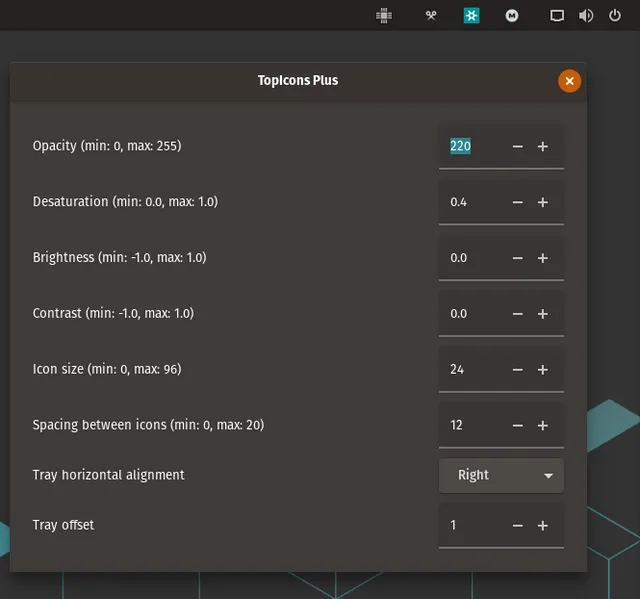 TopIcons Plus
Opacity (min: 0, max: 255) 220
Desaturation (min: 0.0, max: 1.0) 0.4
Brightness (min: -1.0, max: 1.0) 0.0
Contrast (min: -1.0, max: 1.0) 0.0
Icon size (min: 0, max: 96) 24
Spacing between icons (min: 0, max: 20) 12
Tray horizontal alignment Right
Tray offset 1